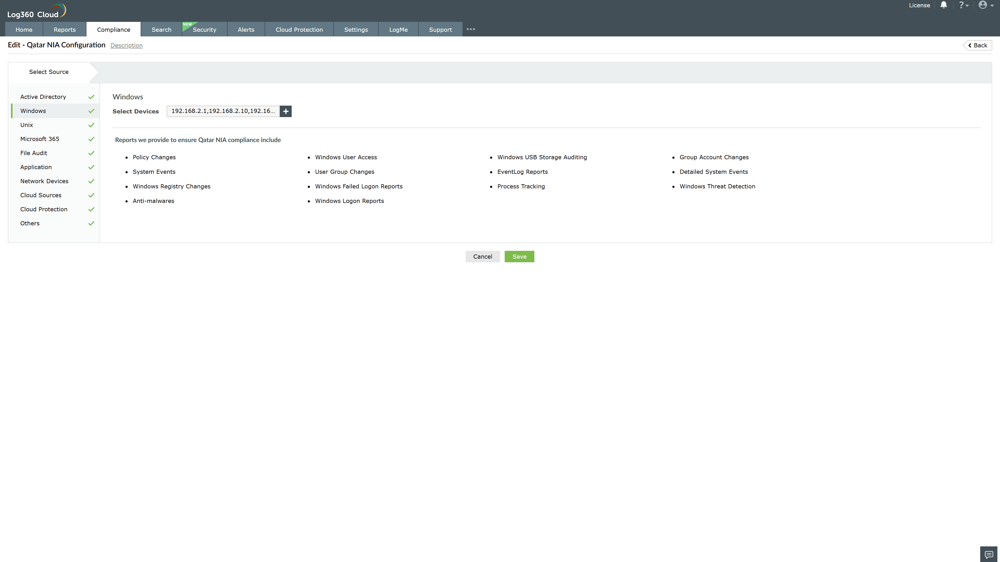 Log360 Cloud
License
?
Home Reports Compliance Search NEW Security Alerts Cloud Protection Settings LogMe Support •••
Edit - Qatar NIA Configuration Description
Back
Select Source
Active Directory
Windows
Unix
Microsoft 365
File Audit
Application
Network Devices
Cloud Sources
Cloud Protection
Others
Windows
Select Devices 192.168.2.1,192.168.2.10,192.16... +
Reports we provide to ensure Qatar NIA compliance include
• Policy Changes • Windows User Access • Windows USB Storage Auditing • Group Account Changes
• System Events • User Group Changes • EventLog Reports • Detailed System Events
• Windows Registry Changes • Windows Failed Logon Reports • Process Tracking • Windows Threat Detection
• Anti-malwares • Windows Logon Reports
Cancel Save